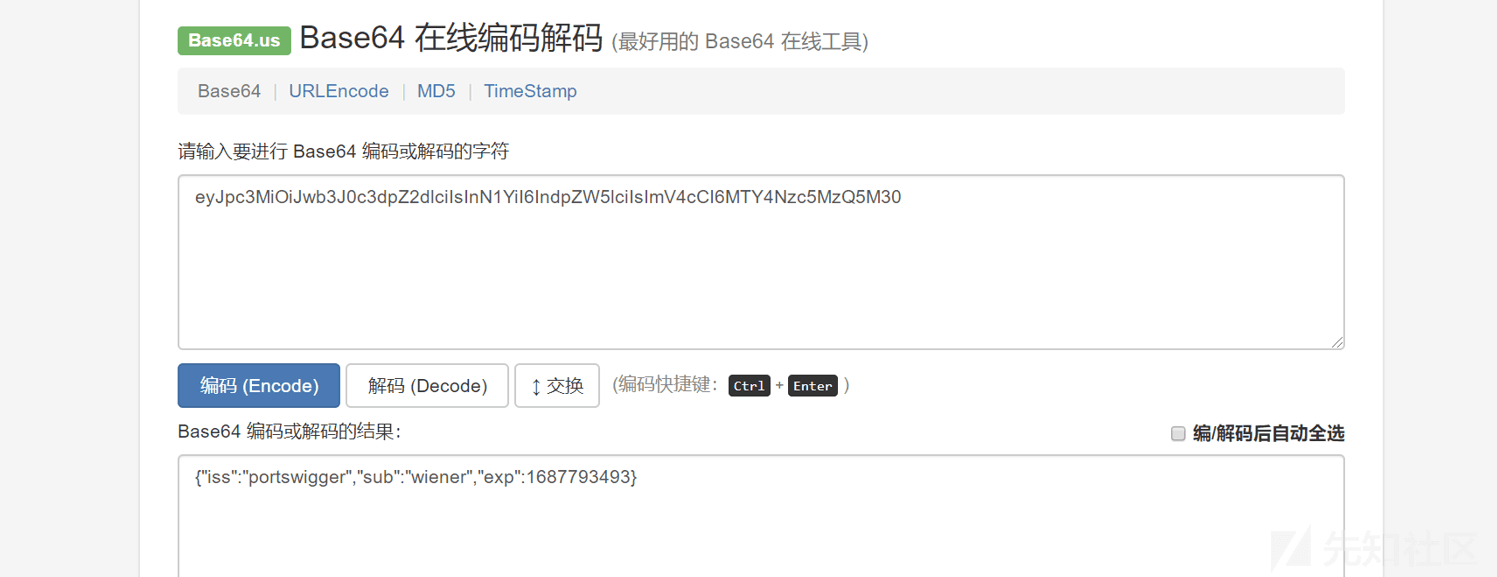 Base64.us Base64 在线编码解码 (最好用的 Base64 在线工具)
Base64 | URLEncode | MD5 | TimeStamp
请输入要进行 Base64 编码或解码的字符
eyJpc3MiOiJwb3J0c3dpZ2dlciIsInN1YiI6IndpZW5lciIsImV4cCI6MTY4Nzc5MzQ5M30
编码 (Encode) 解码 (Decode) ↕ 交换 (编码快捷键: Ctrl + Enter )
Base64 编码或解码的结果: 编/解码后自动全选
{"iss":"portswigger","sub":"wiener","exp":1687793493}
先知社区